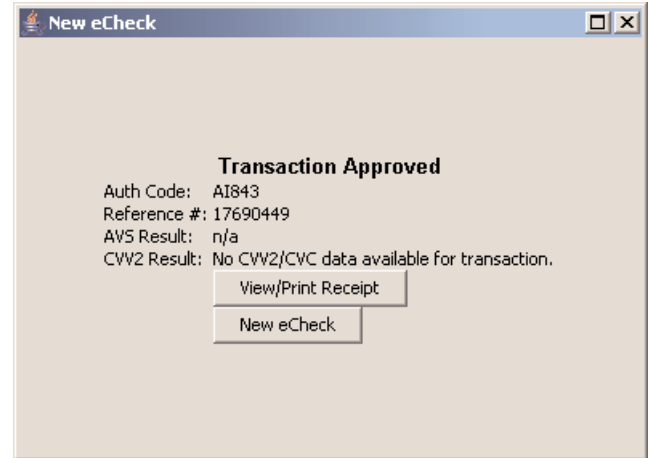 New eCheck
Transaction Approved
Auth Code: AI843
Reference #: 17690449
AVS Result: n/a
CVV2 Result: No CVV2/CVC data available for transaction.
View/Print Receipt
New eCheck